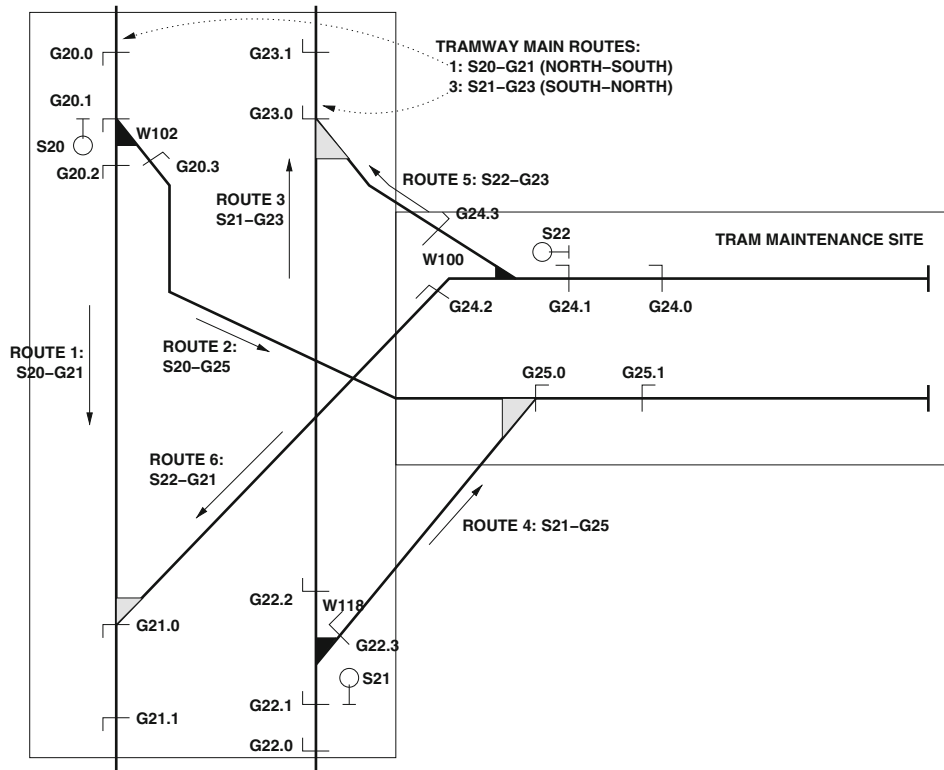 G20.0
G23.1
TRAMWAY MAIN ROUTES:
1: S20–G21 (NORTH–SOUTH)
3: S21–G23 (SOUTH–NORTH)
G20.1
G23.0
W102
S20
G20.2
G20.3
ROUTE 3
S21–G23
ROUTE 5: S22–G23
G24.3
S22
TRAM MAINTENANCE SITE
W100
G24.2
G24.1
G24.0
ROUTE 1:
S20–G21
ROUTE 2:
S20–G25
G25.0
G25.1
ROUTE 6:
S22–G21
ROUTE 4: S21–G25
G22.2
W118
G21.0
G22.3
S21
G22.1
G21.1
G22.0